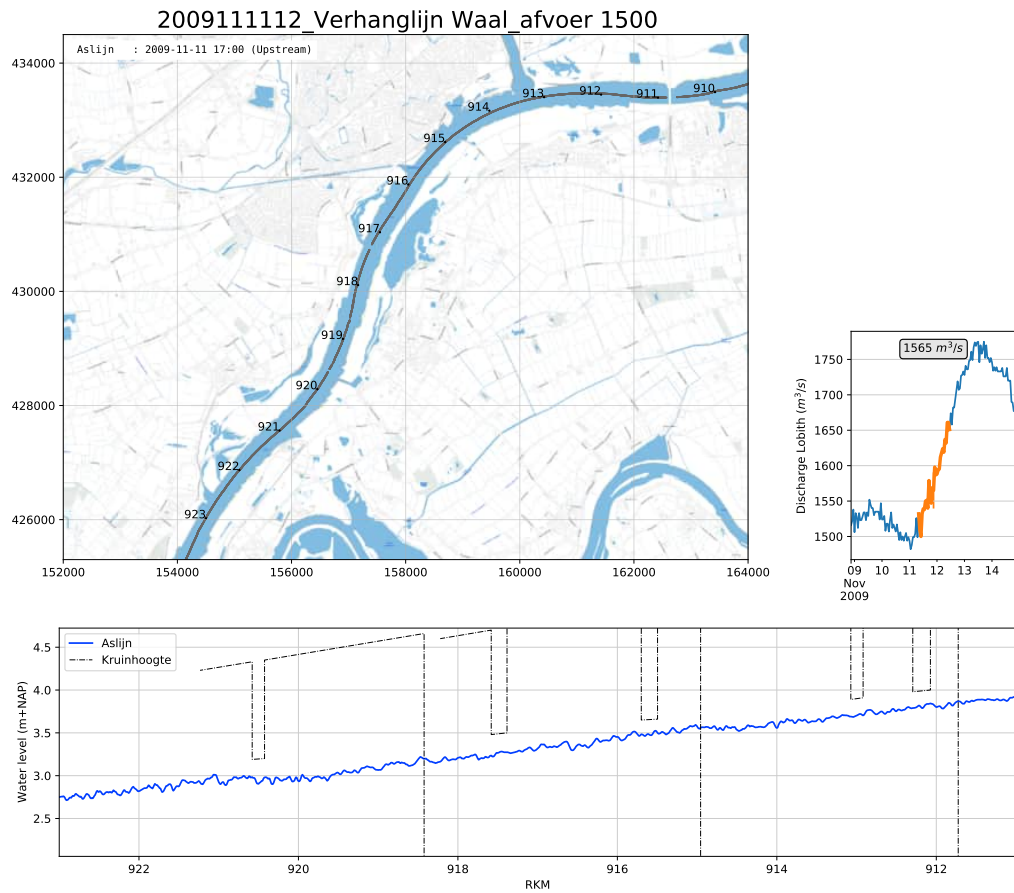 2009111112_Verhanglijn Waal_afvoer 1500
Aslijn : 2009-11-11 17:00 (Upstream)
434000
432000
430000
428000
426000
152000 154000 156000 158000 160000 162000 164000
910
911
912
913
914
915
916
917
918
919
920
921
922
923
1565 m³/s
Discharge Lobith (m³/s)
1750
1700
1650
1600
1550
1500
09 10 11 12 13 14
Nov
2009
Aslijn
Kruinhoogte
Water level (m+NAP)
4.5
4.0
3.5
3.0
2.5
922 920 918 916 914 912
RKM